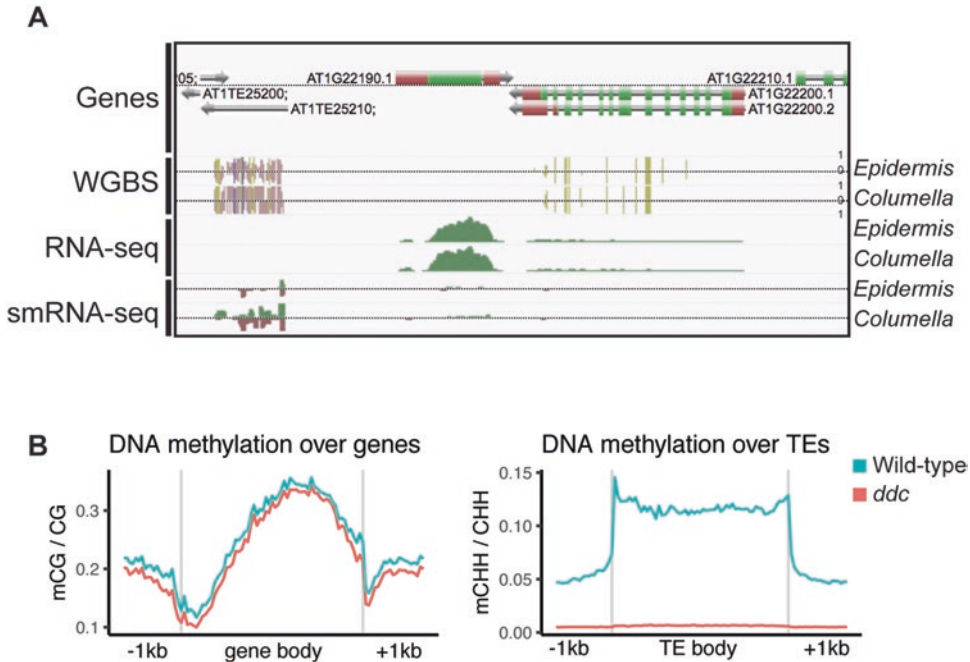 A
Genes
05;
AT1G22190.1
AT1G22210.1
AT1TE25200;
AT1G22200.1
AT1TE25210;
AT1G22200.2
WGBS
1
0
Epidermis
1
0
Columella
1
RNA-seq
Epidermis
Columella
smRNA-seq
Epidermis
Columella
B
DNA methylation over genes
mCG / CG
0.3
0.2
0.1
-1kb gene body +1kb
DNA methylation over TEs
mCHH / CHH
0.15
0.10
0.05
0.00
-1kb TE body +1kb
Wild-type
ddc